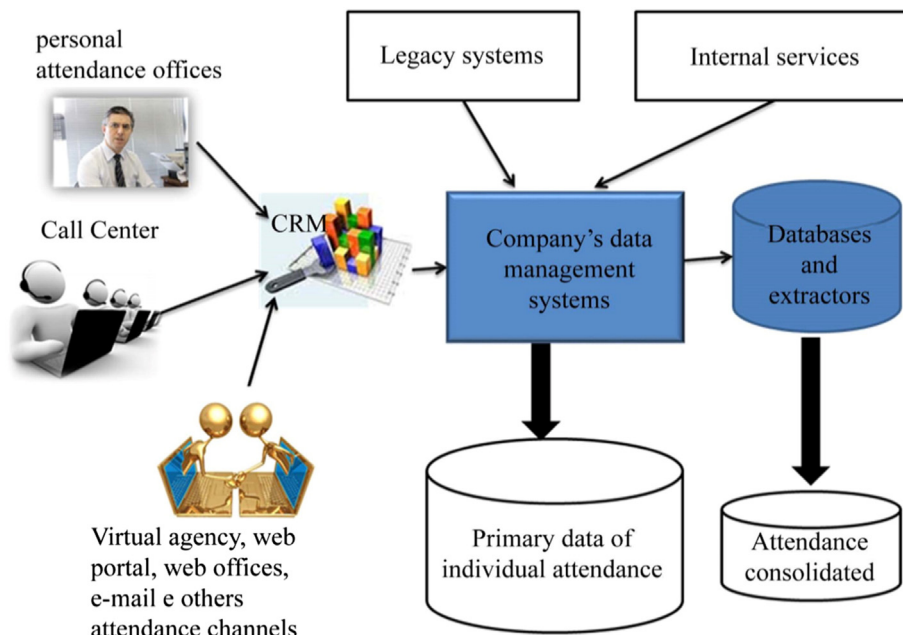 personal
attendance offices
Legacy systems
Internal services
Call Center
CRM
Company's data
management
systems
Databases
and
extractors
Virtual agency, web
portal, web offices,
e-mail e others
attendance channels
Primary data of
individual attendance
Attendance
consolidated